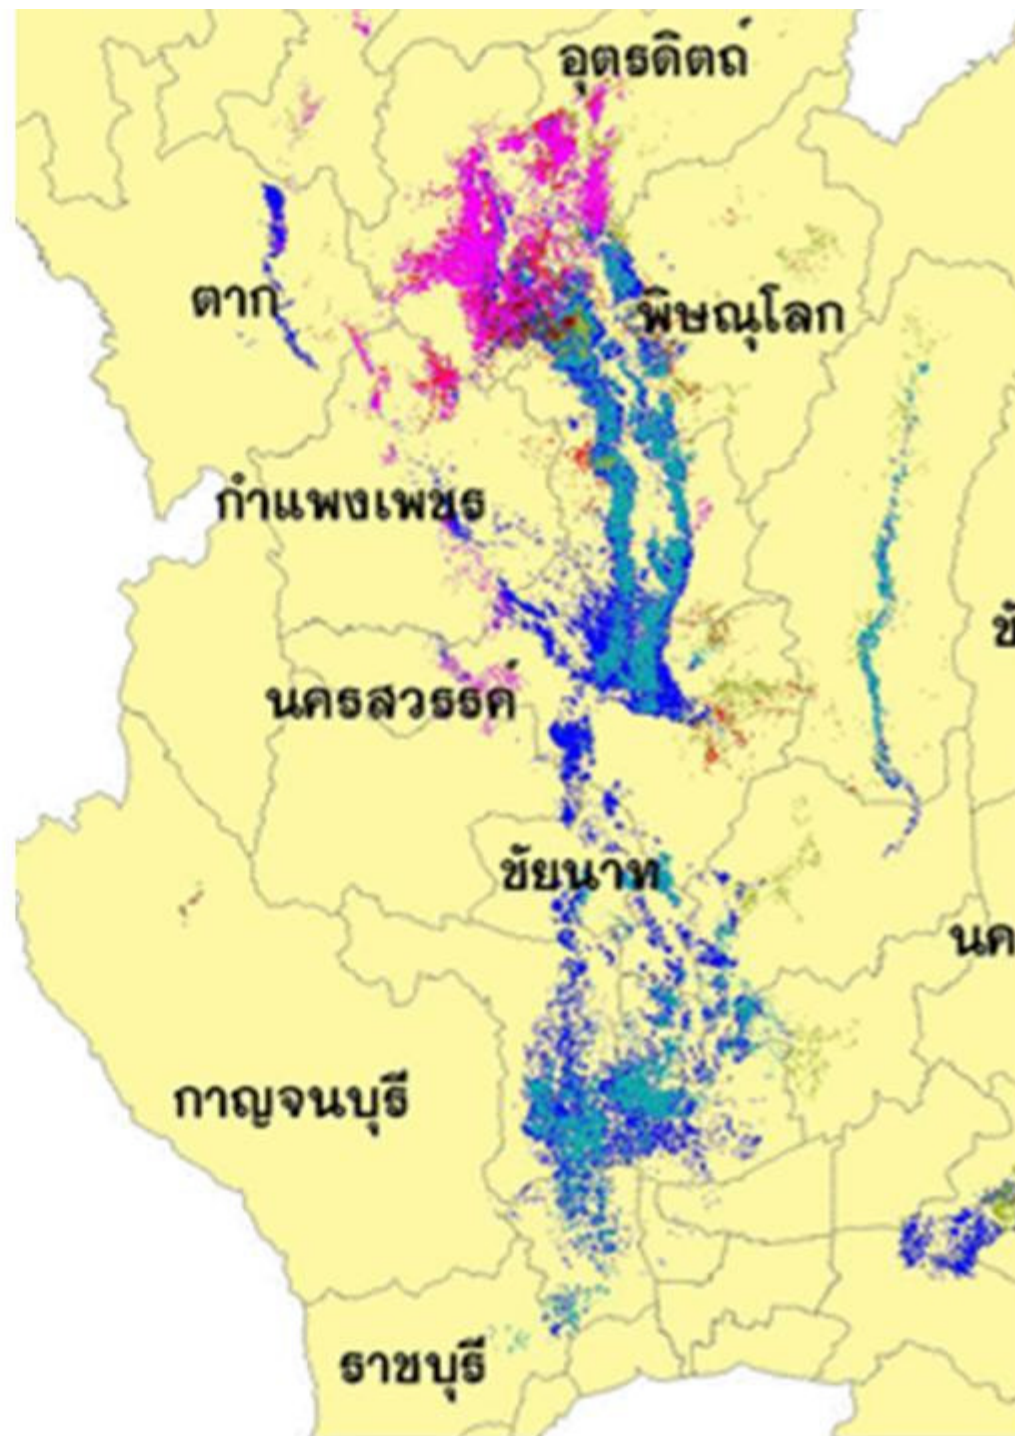 อุตรดิตถ์
ตาก
พิษณุโลก
กำแพงเพชร
นครสวรรค์
ชัยนาท
นค
กาญจนบุรี
ราชบุรี